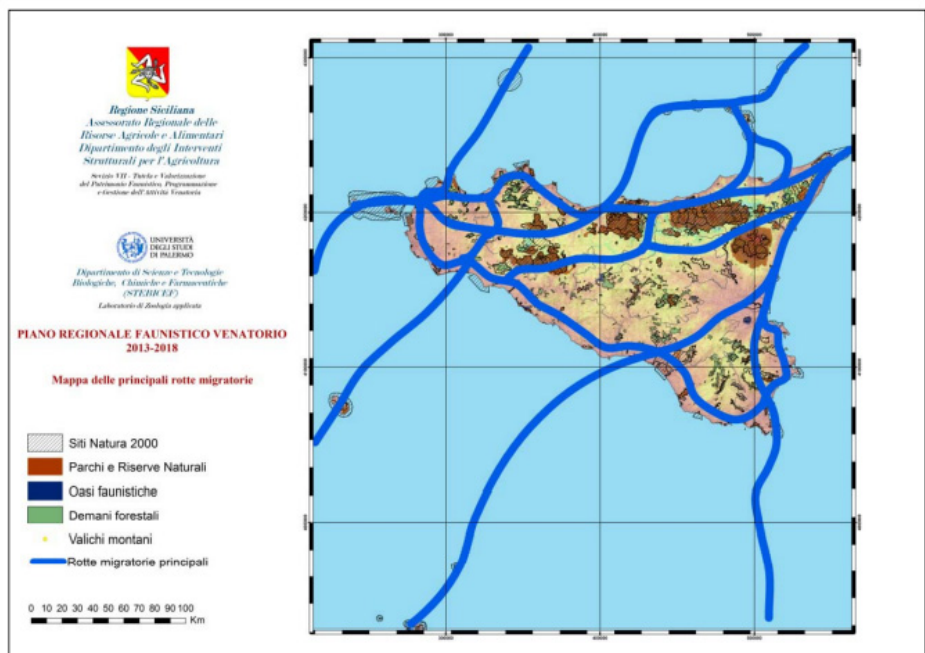 Regione Siciliana
Assessorato Regionale delle
Risorse Agricole e Alimentari
Dipartimento degli Interventi
Strutturali per l'Agricoltura
Servizio VII - Tutela e Valorizzazione
del Patrimonio Faunistico, Programmazione
e Gestione dell'Attività Venatoria
UNIVERSITÀ
DEGLI STUDI
DI PALERMO
Dipartimento di Scienze e Tecnologie
Biologiche, Chimiche e Farmaceutiche
(STEBICEF)
Laboratorio di Zoologia applicata
PIANO REGIONALE FAUNISTICO VENATORIO
2013-2018
Mappa delle principali rotte migratorie
Siti Natura 2000
Parchi e Riserve Naturali
Oasi faunistiche
Demani forestali
Valichi montani
Rotte migratorie principali
0 10 20 30 40 50 60 70 80 90 100
Km